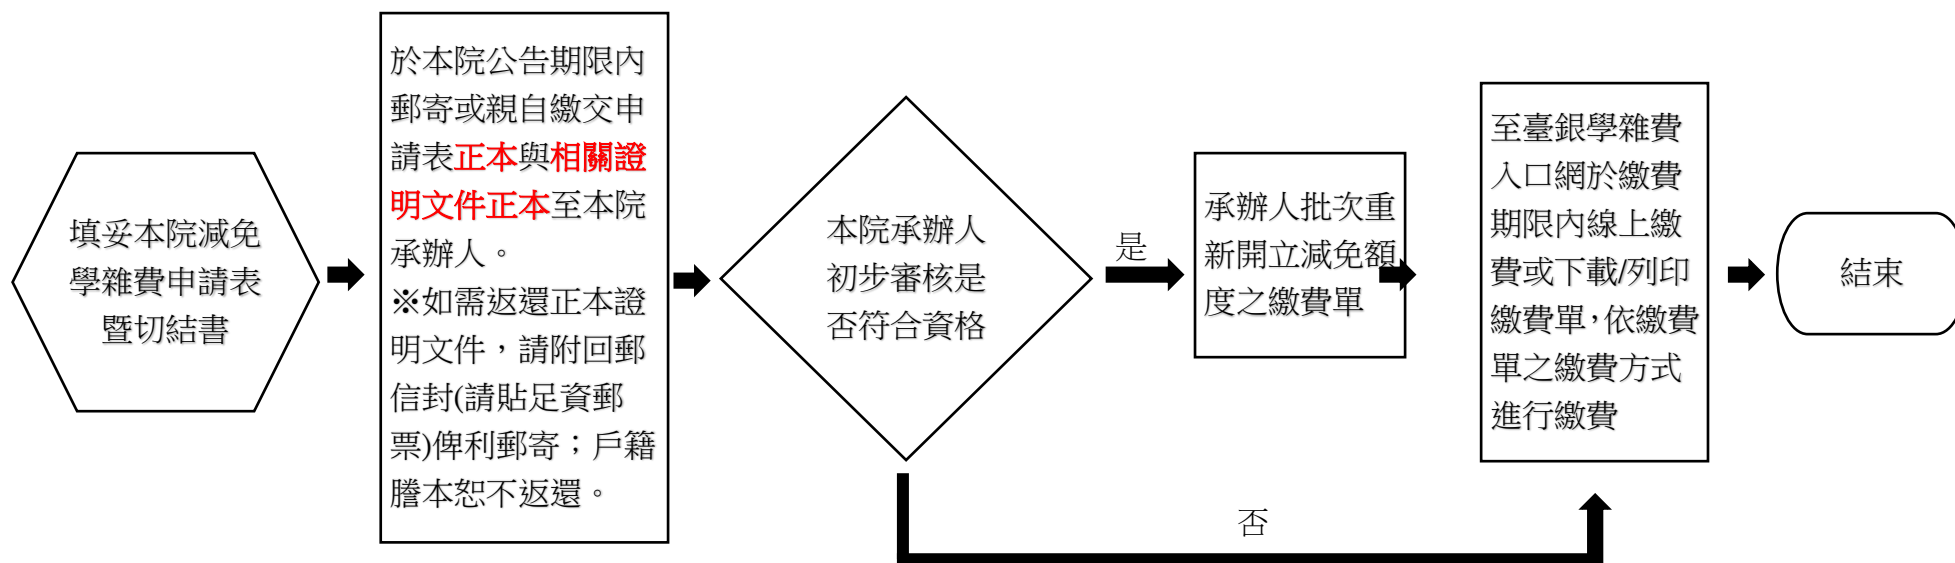 填妥本院減免
學雜費申請表
暨切結書
於本院公告期限內
郵寄或親自繳交申
請表正本與相關證
明文件正本至本院
承辦人。
※如需返還正本證
明文件，請附回郵
信封(請貼足資郵
票)俾利郵寄；戶籍
謄本恕不返還。
本院承辦人
初步審核是
否符合資格
是
承辦人批次重
新開立減免額
度之繳費單
至臺銀學雜費
入口網於繳費
期限內線上繳
費或下載/列印
繳費單，依繳費
單之繳費方式
進行繳費
結束
否